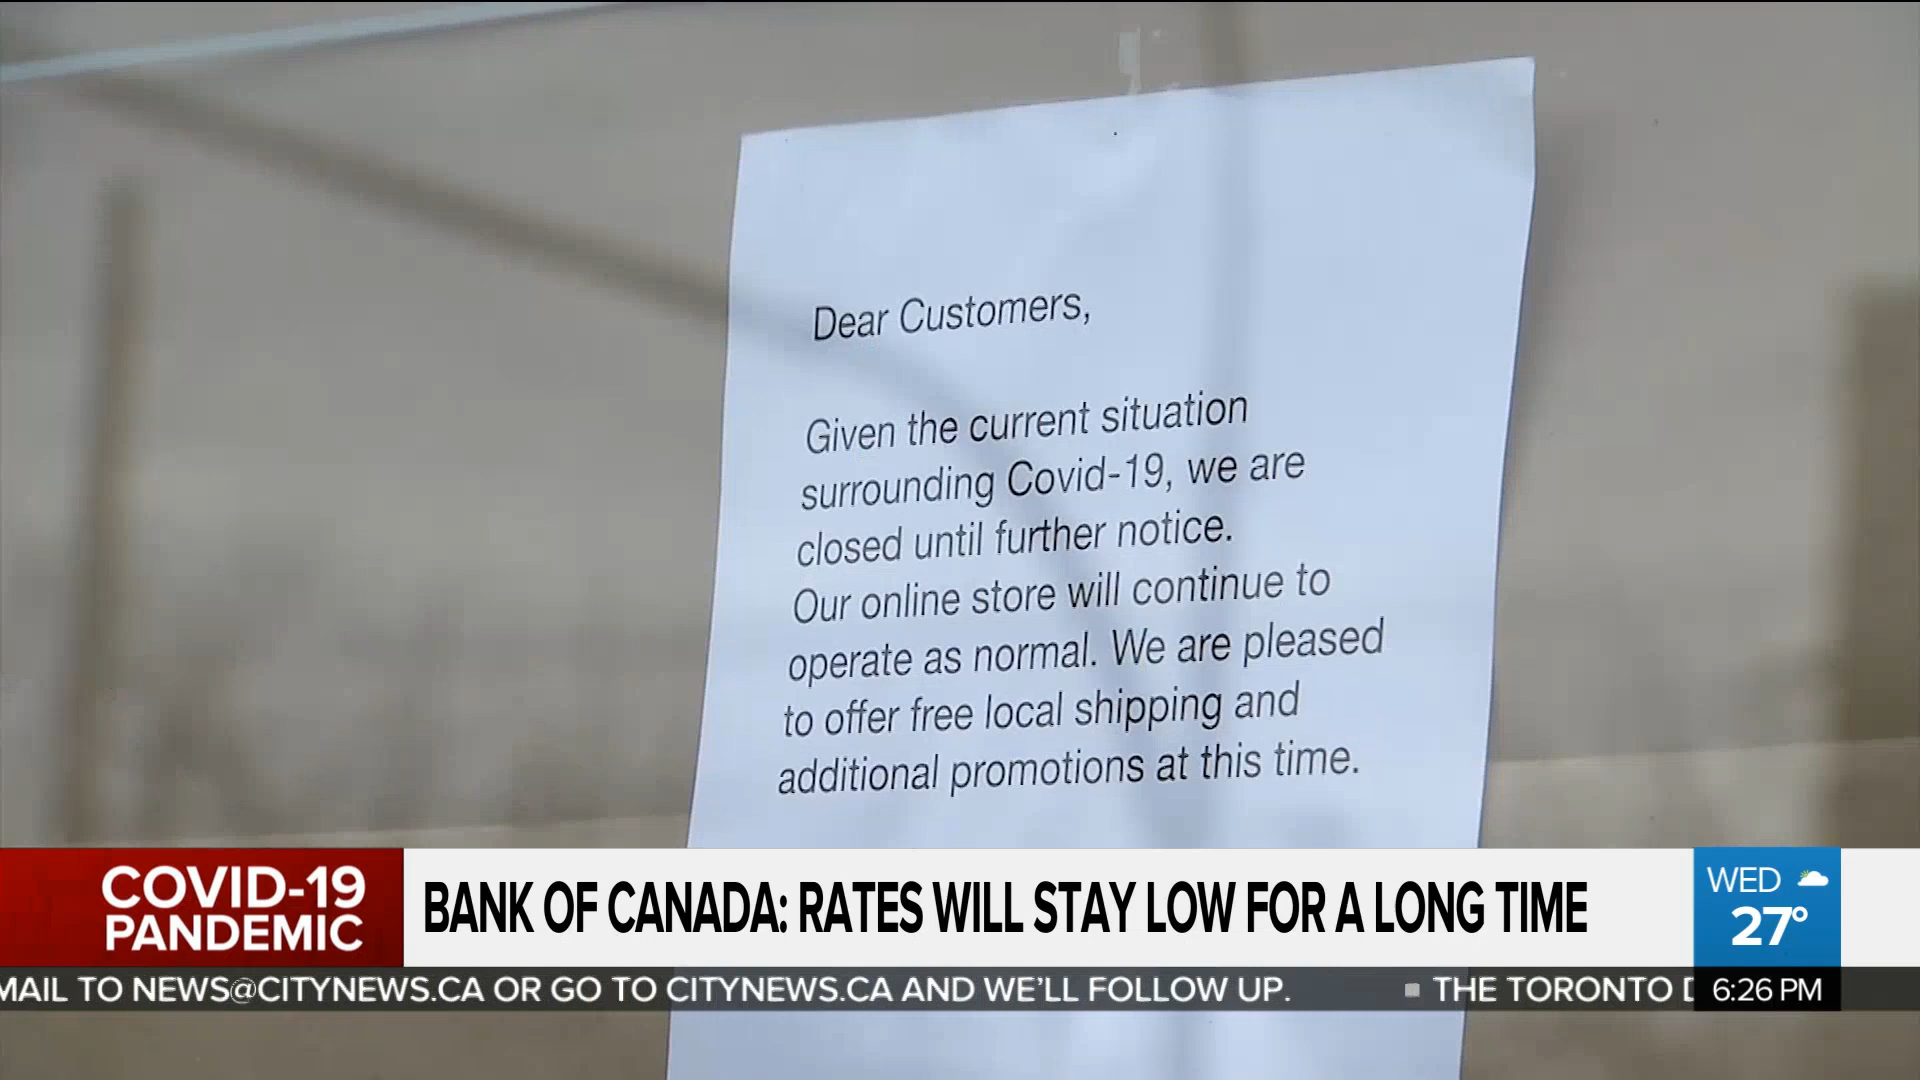 Dear Customers,
Given the current situation
surrounding Covid-19, we are
closed until further notice.
Our online store will continue to
operate as normal. We are pleased
to offer free local shipping and
additional promotions at this time.
COVID-19
PANDEMIC
BANK OF CANADA: RATES WILL STAY LOW FOR A LONG TIME
WED
27°
MAIL TO NEWS@CITYNEWS.CA OR GO TO CITYNEWS.CA AND WE'LL FOLLOW UP. THE TORONTO
6:26 PM